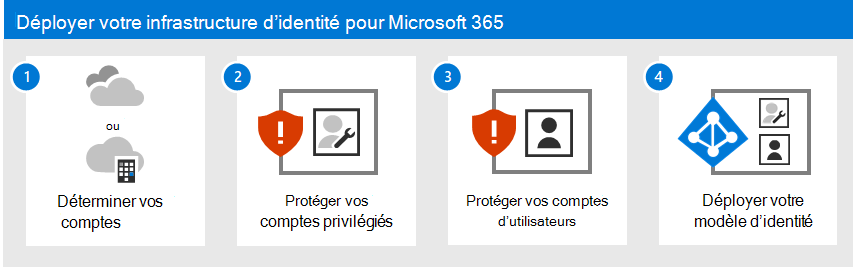 Déployer votre infrastructure d’identité pour Microsoft 365
1
ou
Déterminer vos
comptes
2
Protéger vos
comptes privilégiés
3
Protéger vos comptes
d’utilisateurs
4
Déployer votre
modèle d’identité